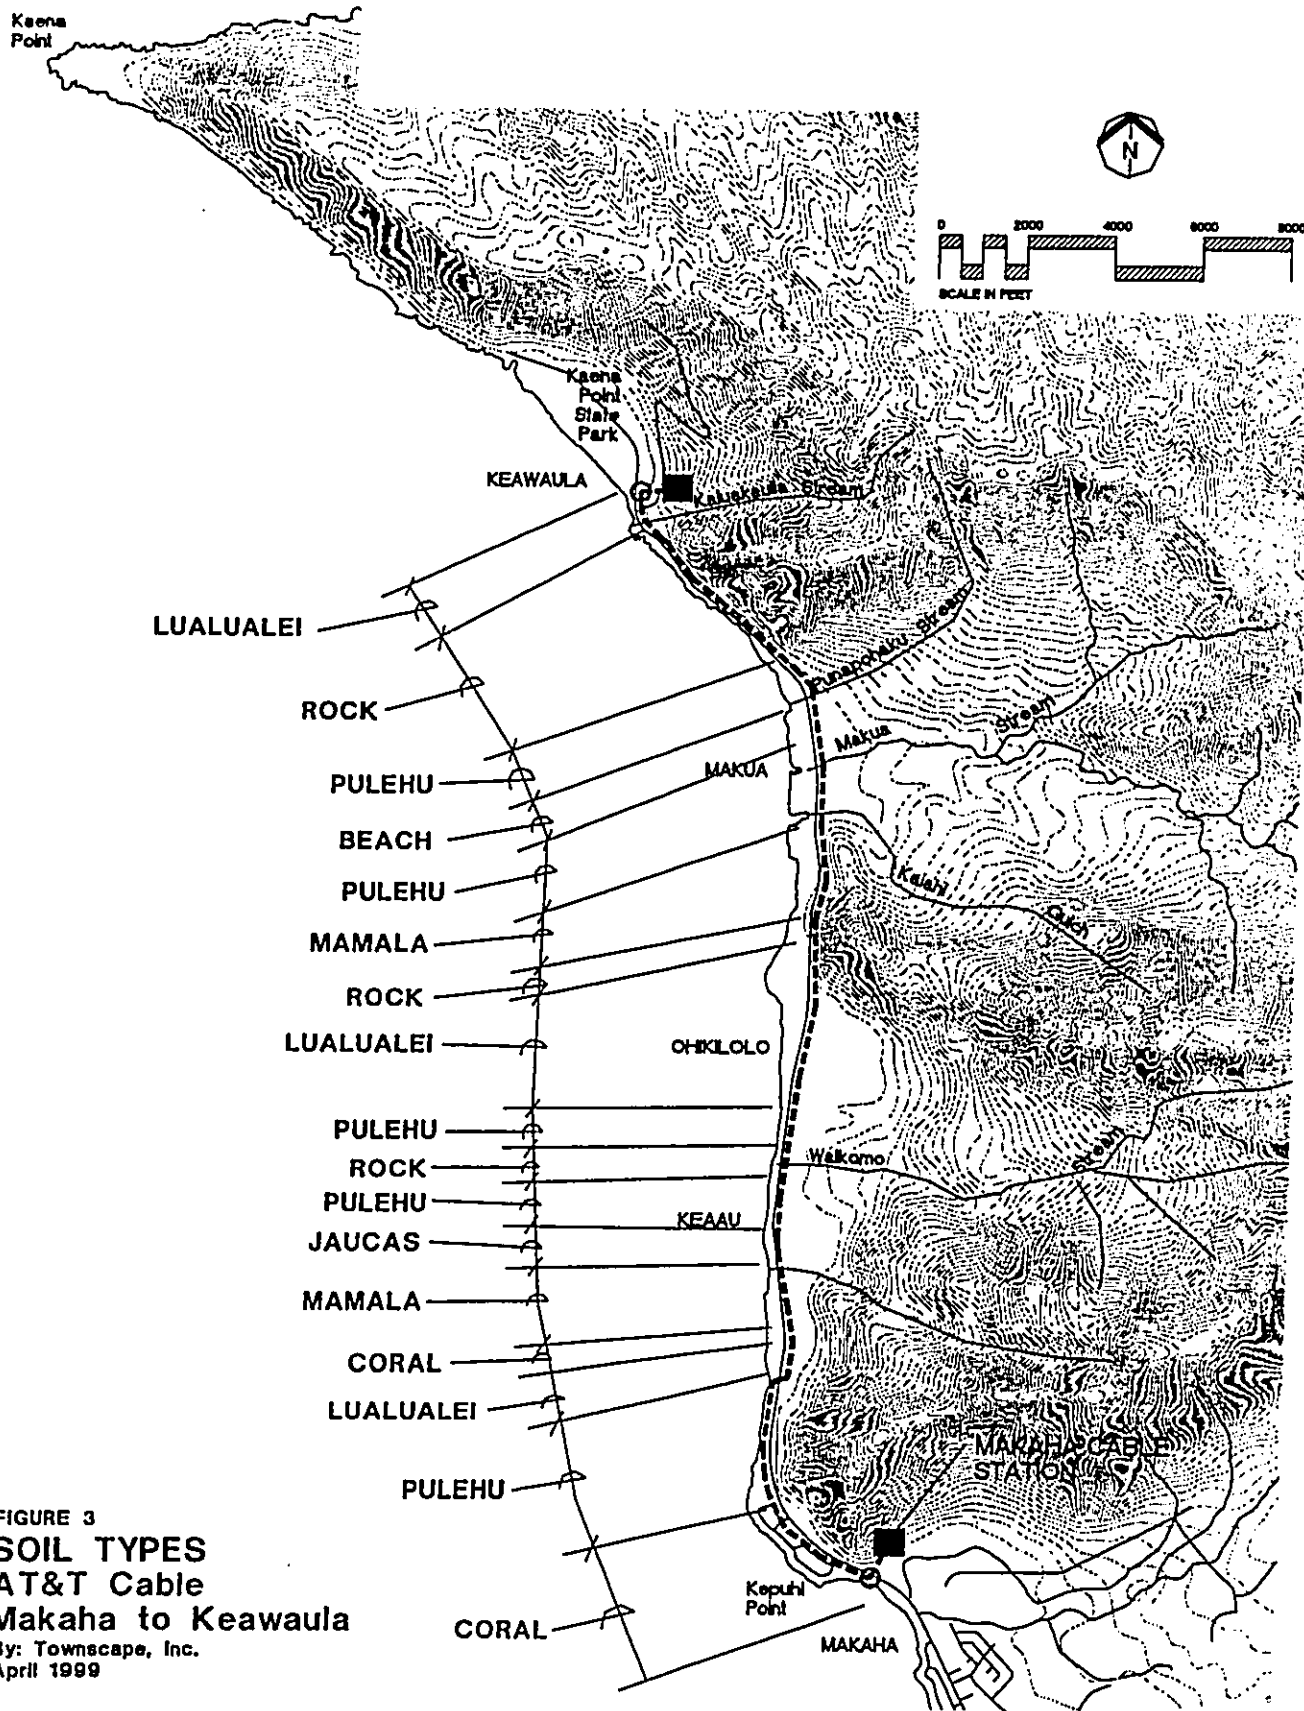 Kaena
Point
N
0 2000 4000 6000 8000
SCALE IN FEET
Kaena
Point
State
Park
KEAWAULA
Stream
LUALUALEI
Punapohaku Stream
ROCK
Makua Stream
MAKUA
PULEHU
BEACH
PULEHU
Gulch
MAMALA
ROCK
LUALUALEI
OHIKILOLO
PULEHU
Waikomo Stream
ROCK
PULEHU
KEAAU
JAUCAS
MAMALA
CORAL
LUALUALEI
MAKAHA CABLE
STATION
PULEHU
FIGURE 3
SOIL TYPES
AT&T Cable
Makaha to Keawaula
By: Townscape, Inc.
April 1999
Kepuhi
Point
CORAL
MAKAHA